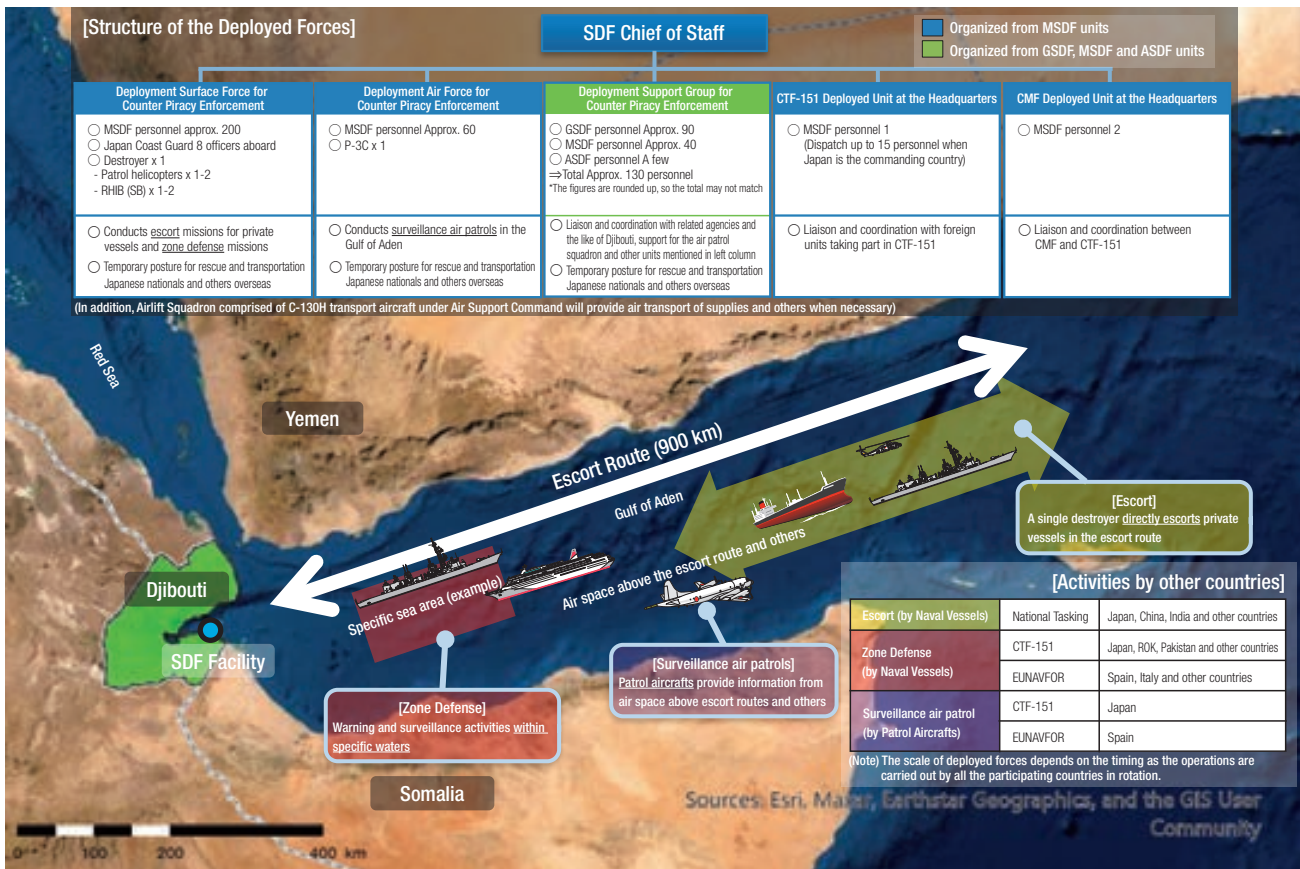 [Structure of the Deployed Forces]
SDF Chief of Staff
Organized from MSDF units
Organized from GSDF, MSDF and ASDF units
Deployment Surface Force for
Counter Piracy Enforcement
○ MSDF personnel approx. 200
○ Japan Coast Guard 8 officers aboard
○ Destroyer x 1
- Patrol helicopters x 1-2
- RHIB (SB) x 1-2
○ Conducts escort missions for private
vessels and zone defense missions
○ Temporary posture for rescue and transportation
Japanese nationals and others overseas
Deployment Air Force for
Counter Piracy Enforcement
○ MSDF personnel Approx. 60
○ P-3C x 1
○ Conducts surveillance air patrols in the
Gulf of Aden
○ Temporary posture for rescue and transportation
Japanese nationals and others overseas
Deployment Support Group for
Counter Piracy Enforcement
○ GSDF personnel Approx. 90
○ MSDF personnel Approx. 40
○ ASDF personnel A few
⇒Total Approx. 130 personnel
*The figures are rounded up, so the total may not match
○ Liaison and coordination with related agencies and
the like of Djibouti, support for the air patrol
squadron and other units mentioned in left column
○ Temporary posture for rescue and transportation
Japanese nationals and others overseas
CTF-151 Deployed Unit at the Headquarters
○ MSDF personnel 1
(Dispatch up to 15 personnel when
Japan is the commanding country)
○ Liaison and coordination with foreign
units taking part in CTF-151
CMF Deployed Unit at the Headquarters
○ MSDF personnel 2
○ Liaison and coordination between
CMF and CTF-151
(In addition, Airlift Squadron comprised of C-130H transport aircraft under Air Support Command will provide air transport of supplies and others when necessary)
Red Sea
Yemen
Escort Route (900 km)
Gulf of Aden
Air space above the escort route and others
Specific sea area (example)
Djibouti
SDF Facility
[Escort]
A single destroyer directly escorts private
vessels in the escort route
[Surveillance air patrols]
Patrol aircrafts provide information from
air space above escort routes and others
[Zone Defense]
Warning and surveillance activities within
specific waters
Somalia
[Activities by other countries]
Escort (by Naval Vessels) National Tasking Japan, China, India and other countries
Zone Defense
(by Naval Vessels)
CTF-151 Japan, ROK, Pakistan and other countries
EUNAVFOR Spain, Italy and other countries
Surveillance air patrol
(by Patrol Aircrafts)
CTF-151 Japan
EUNAVFOR Spain
(Note) The scale of deployed forces depends on the timing as the operations are
carried out by all the participating countries in rotation.
Sources: Esri, Maxar, Earthstar Geographics, and the GIS User
Community
0 100 200 400 km